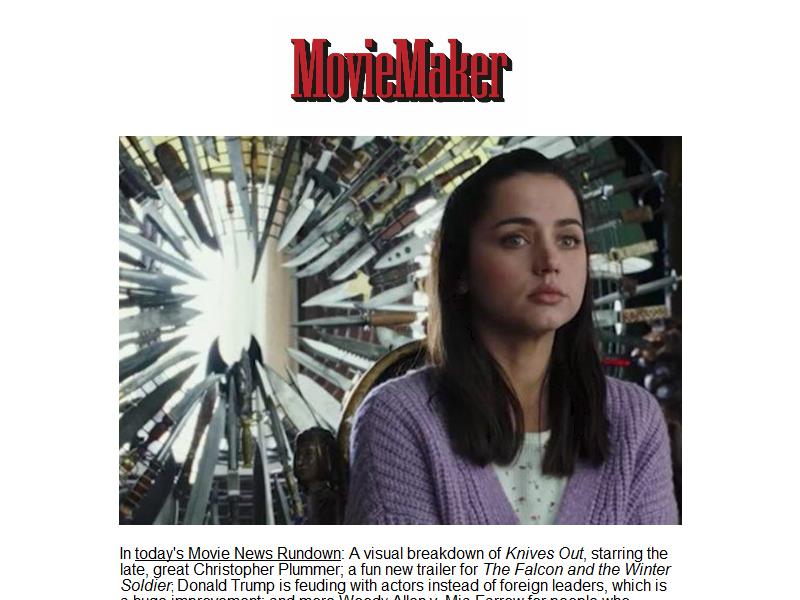 MovieMaker
In today's Movie News Rundown: A visual breakdown of Knives Out, starring the
late, great Christopher Plummer; a fun new trailer for The Falcon and the Winter
Soldier; Donald Trump is feuding with actors instead of foreign leaders, which is
a huge improvement; and more Woody Allen v. Mia Farrow for people who